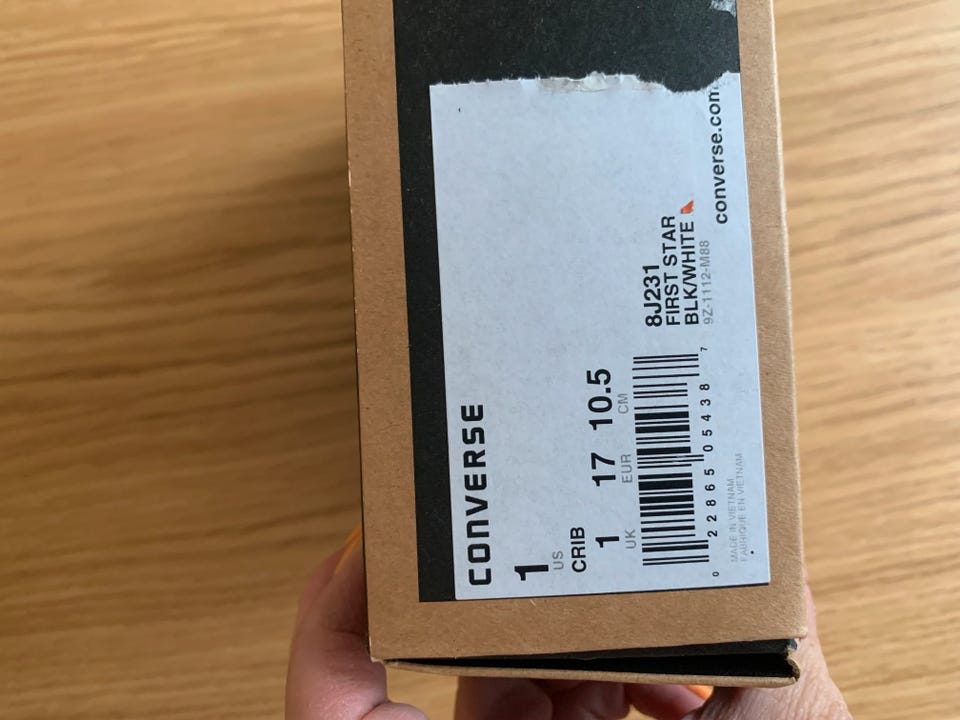 CONVERSE
1
US
CRIB
1 17 10.5
UK EUR CM
0 22865 05438 7
8J231
FIRST STAR
BLK/WHITE
9Z-1112-M88
MADE IN VIETNAM
FABRIQUE EN VIETNAM
converse.com